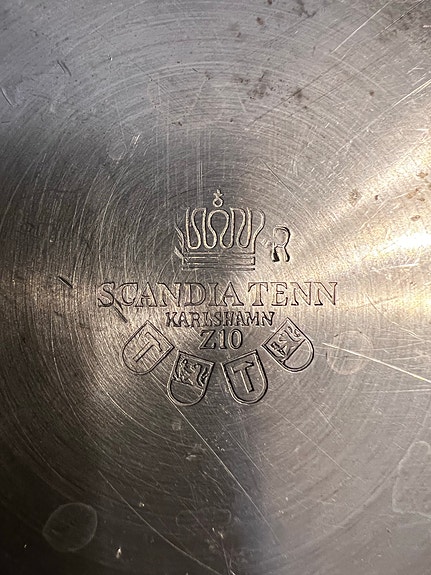 R
SCANDIA TENN
KARLSHAMN
Z10
T T